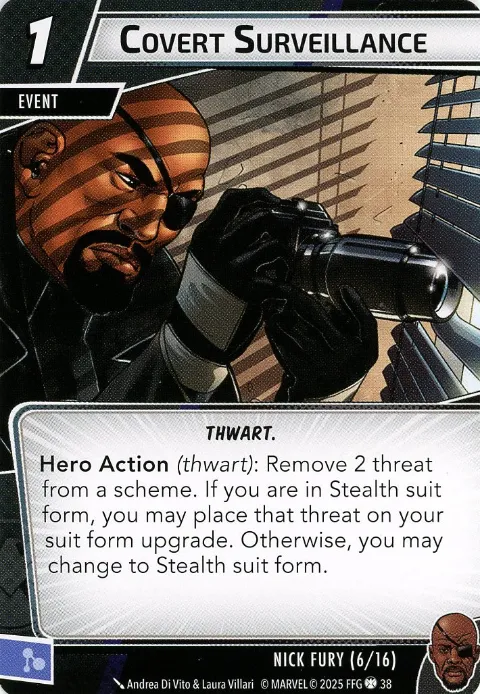 1
COVERT SURVEILLANCE
EVENT
THWART.
Hero Action (thwart): Remove 2 threat
from a scheme. If you are in Stealth suit
form, you may place that threat on your
suit form upgrade. Otherwise, you may
change to Stealth suit form.
NICK FURY (6/16)
Andrea Di Vito & Laura Villari © MARVEL © 2025 FFG 38